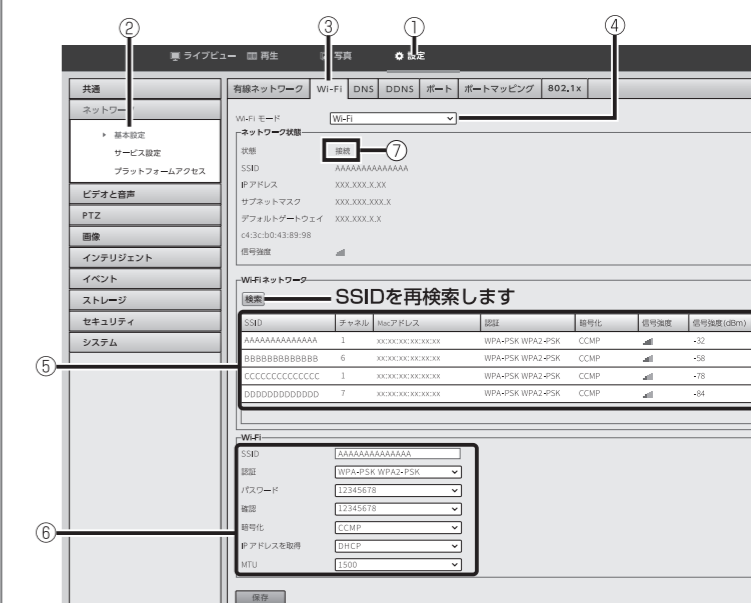 ② ③ ① ④
ライブビュー 再生 写真 設定
共通
ネットワーク
基本設定
サービス設定
プラットフォームアクセス
ビデオと音声
PTZ
画像
インテリジェント
イベント
ストレージ
セキュリティ
システム
有線ネットワーク Wi-Fi DNS DDNS ポート ポートマッピング 802.1x
Wi-Fi モード Wi-Fi
ネットワーク状態
状態 接続 ⑦
SSID AAAAAAAAAAAAAA
IPアドレス XXX.XXX.X.XX
サブネットマスク XXX.XXX.XXX.X
デフォルトゲートウェイ XXX.XXX.X.X
c4:3c:b0:43:89:98
信号強度
Wi-Fiネットワーク
検索 SSIDを再検索します
SSID チャネル Macアドレス 認証 暗号化 信号強度 信号強度(dBm)
AAAAAAAAAAAAAA 1 xx:xx:xx:xx:xx:xx WPA-PSK WPA2-PSK CCMP -32
BBBBBBBBBBBBB 6 xx:xx:xx:xx:xx:xx WPA-PSK WPA2-PSK CCMP -58
CCCCCCCCCCCCCC 1 xx:xx:xx:xx:xx:xx WPA-PSK WPA2-PSK CCMP -78
DDDDDDDDDDDDD 7 xx:xx:xx:xx:xx:xx WPA-PSK WPA2-PSK CCMP -84
⑤
Wi-Fi
SSID AAAAAAAAAAAAAA
認証 WPA-PSK WPA2-PSK
パスワード 12345678
確認 12345678
暗号化 CCMP
IPアドレスを取得 DHCP
MTU 1500
⑥
保存